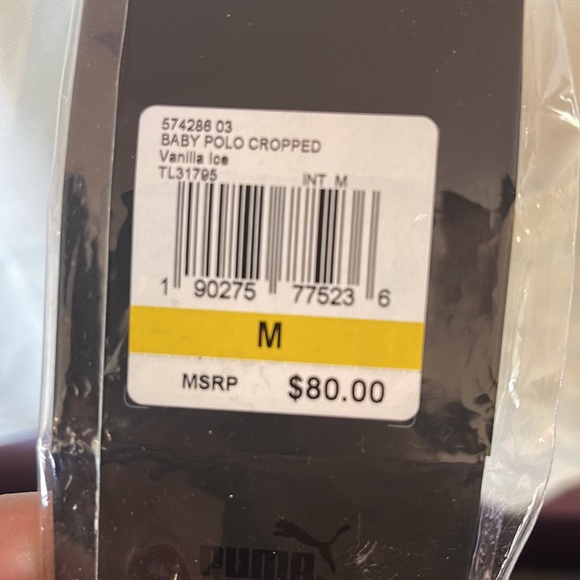 574286 03
BABY POLO CROPPED
Vanilla Ice
TL31795 INT M
1 90275 77523 6
M
MSRP $80.00
PUMA